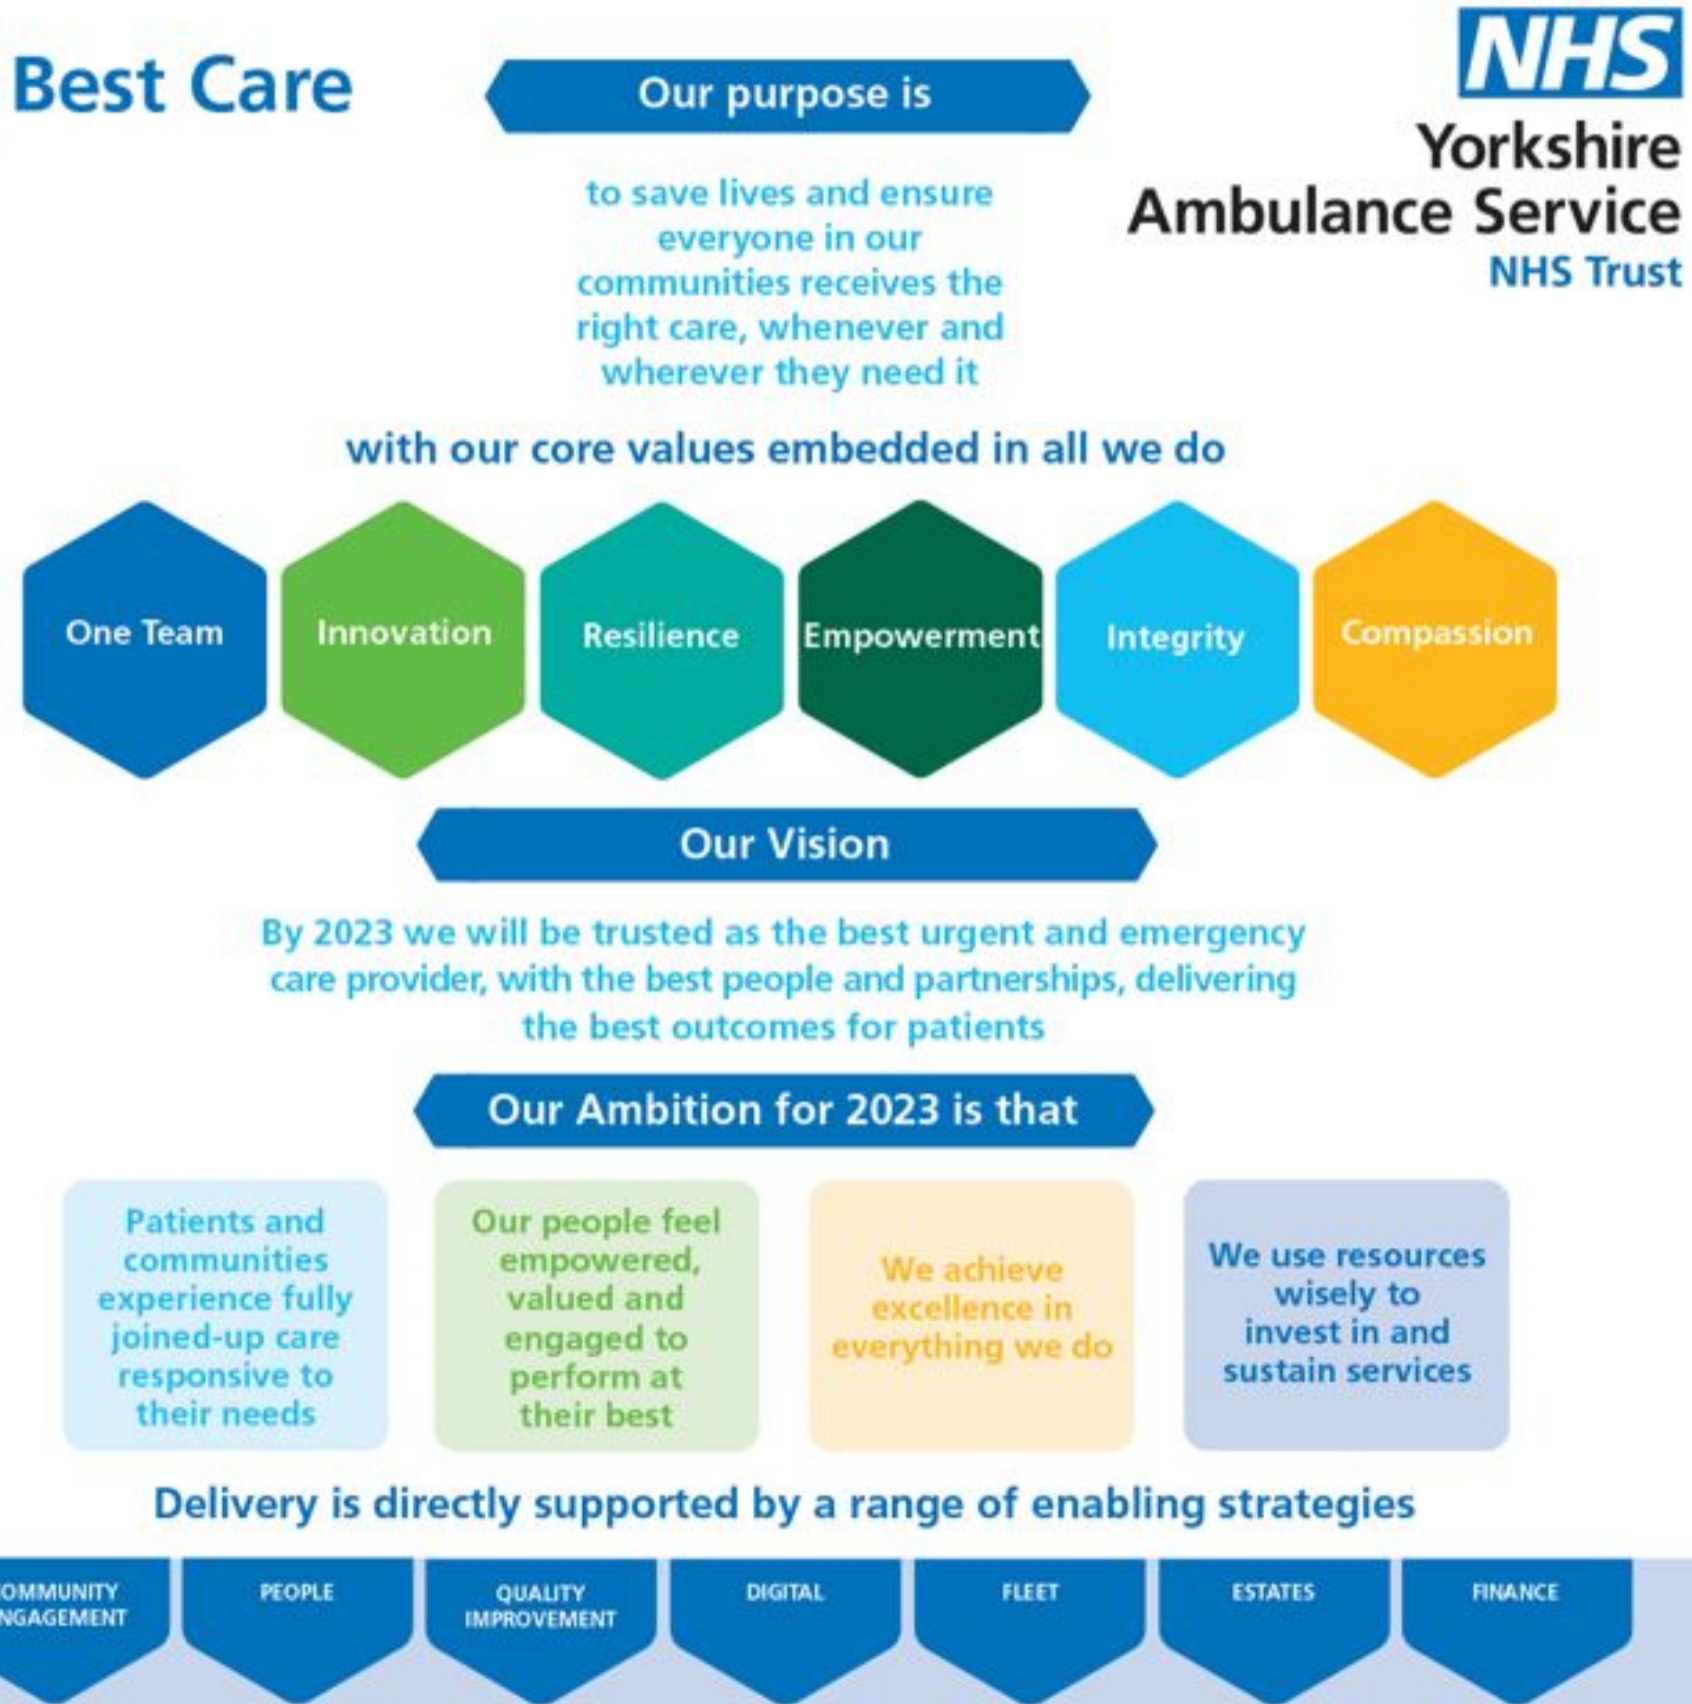 Best Care
Our purpose is
NHS
Yorkshire
Ambulance Service
NHS Trust
to save lives and ensure
everyone in our
communities receives the
right care, whenever and
wherever they need it
with our core values embedded in all we do
One Team
Innovation
Resilience
Empowerment
Integrity
Compassion
Our Vision
By 2023 we will be trusted as the best urgent and emergency
care provider, with the best people and partnerships, delivering
the best outcomes for patients
Our Ambition for 2023 is that
Patients and
communities
experience fully
joined-up care
responsive to
their needs
Our people feel
empowered,
valued and
engaged to
perform at
their best
We achieve
excellence in
everything we do
We use resources
wisely to
invest in and
sustain services
Delivery is directly supported by a range of enabling strategies
OMMUNITY
NGAGEMENT
PEOPLE
QUALITY
IMPROVEMENT
DIGITAL
FLEET
ESTATES
FINANCE